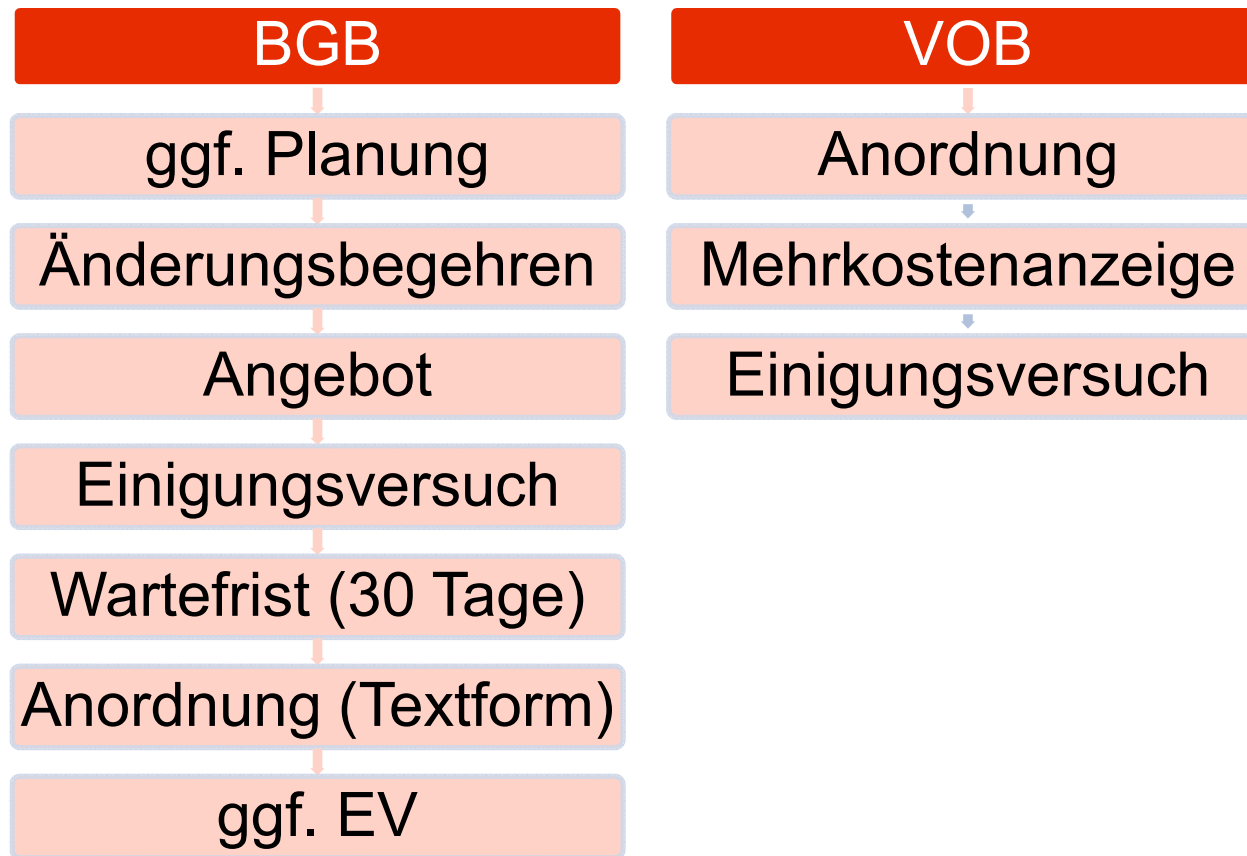 BGB
ggf. Planung
Änderungsbegehren
Angebot
Einigungsversuch
Wartefrist (30 Tage)
Anordnung (Textform)
ggf. EV
VOB
Anordnung
Mehrkostenanzeige
Einigungsversuch